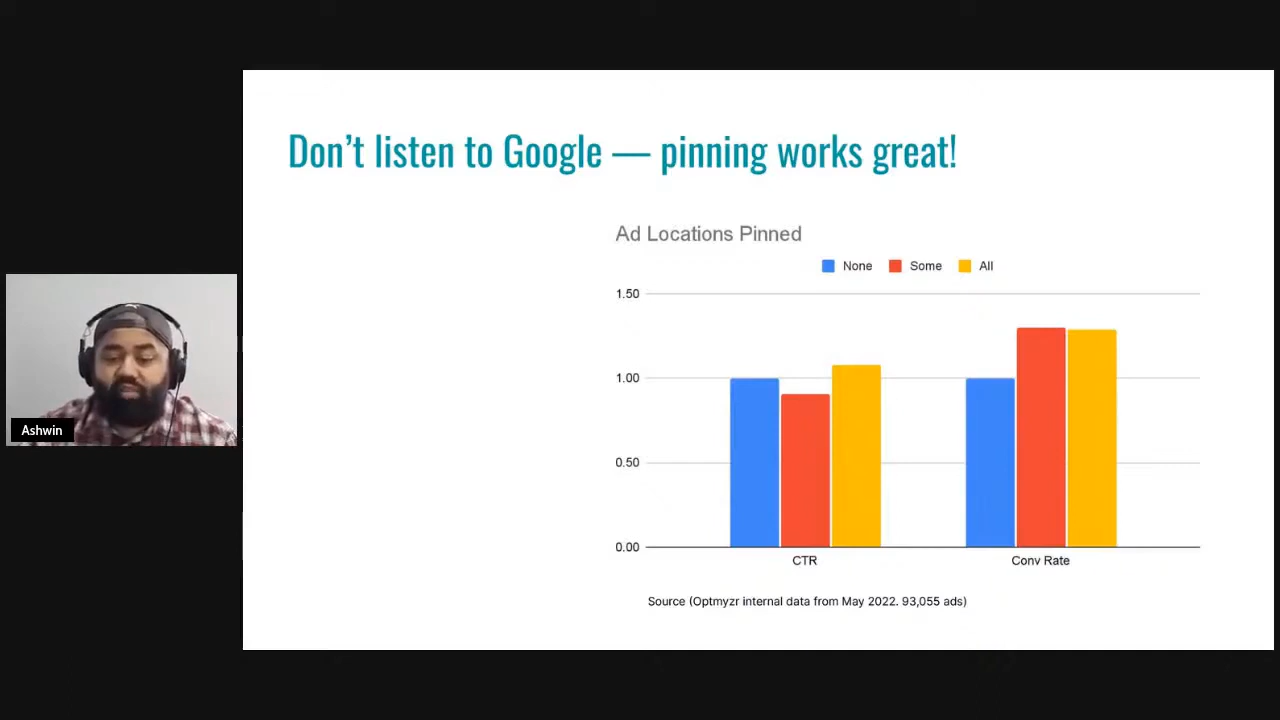 Don't listen to Google — pinning works great!
Ad Locations Pinned
None Some All
1.50
1.00
0.50
0.00
CTR Conv Rate
Source (Optmyzr internal data from May 2022. 93,055 ads)
Ashwin